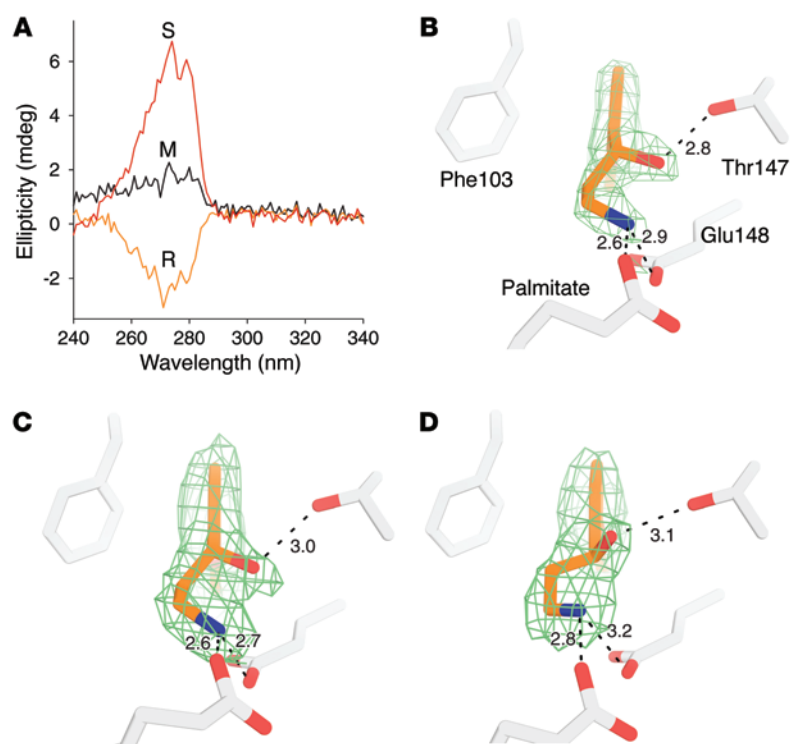 A
B
S
6
4
M
2
0
R
-2
Ellipticity (mdeg)
240 260 280 300 320 340
Wavelength (nm)
Phe103
2.8
Thr147
2.6
2.9
Glu148
Palmitate
C
D
3.0
2.6
2.7
3.1
2.8
3.2